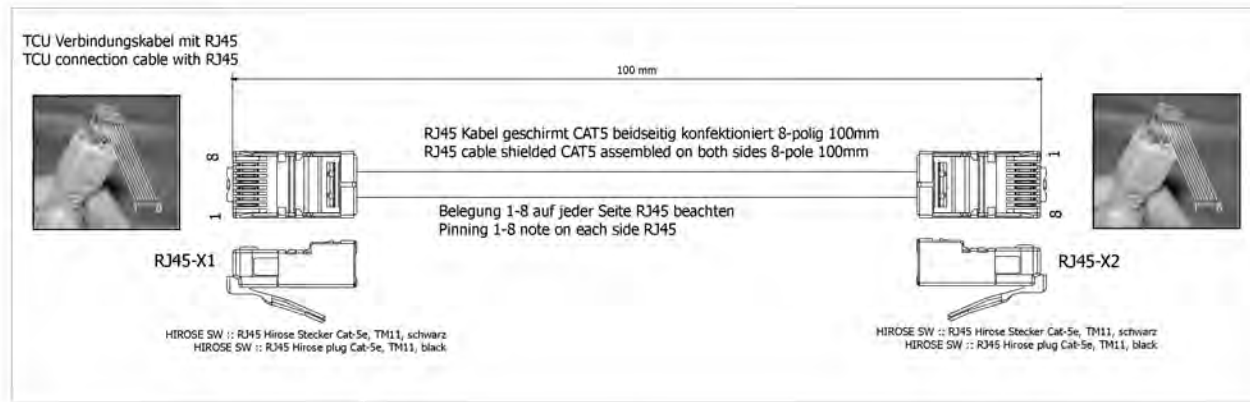 TCU Verbindungskabel mit RJ45
TCU connection cable with RJ45
100 mm
RJ45 Kabel geschirmt CAT5 beidseitig konfektioniert 8-polig 100mm
RJ45 cable shielded CAT5 assembled on both sides 8-pole 100mm
8
1
1
8
1 8
1 8
Belegung 1-8 auf jeder Seite RJ45 beachten
Pinning 1-8 note on each side RJ45
RJ45-X1
RJ45-X2
HIROSE SW :: RJ45 Hirose Stecker Cat-5e, TM11, schwarz
HIROSE SW :: RJ45 Hirose plug Cat-5e, TM11, black
HIROSE SW :: RJ45 Hirose Stecker Cat-5e, TM11, schwarz
HIROSE SW :: RJ45 Hirose plug Cat-5e, TM11, black